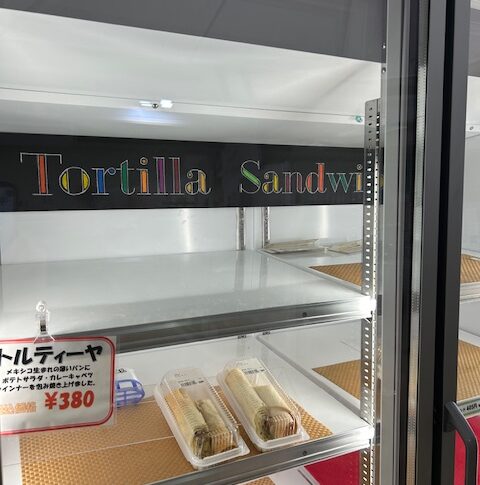 Tortilla Sandwi
トルティーヤ
メキシコ生まれの薄いパンに
ポテトサラダ・カレーキャベツ
インナーを包み焼き上げました。
¥380